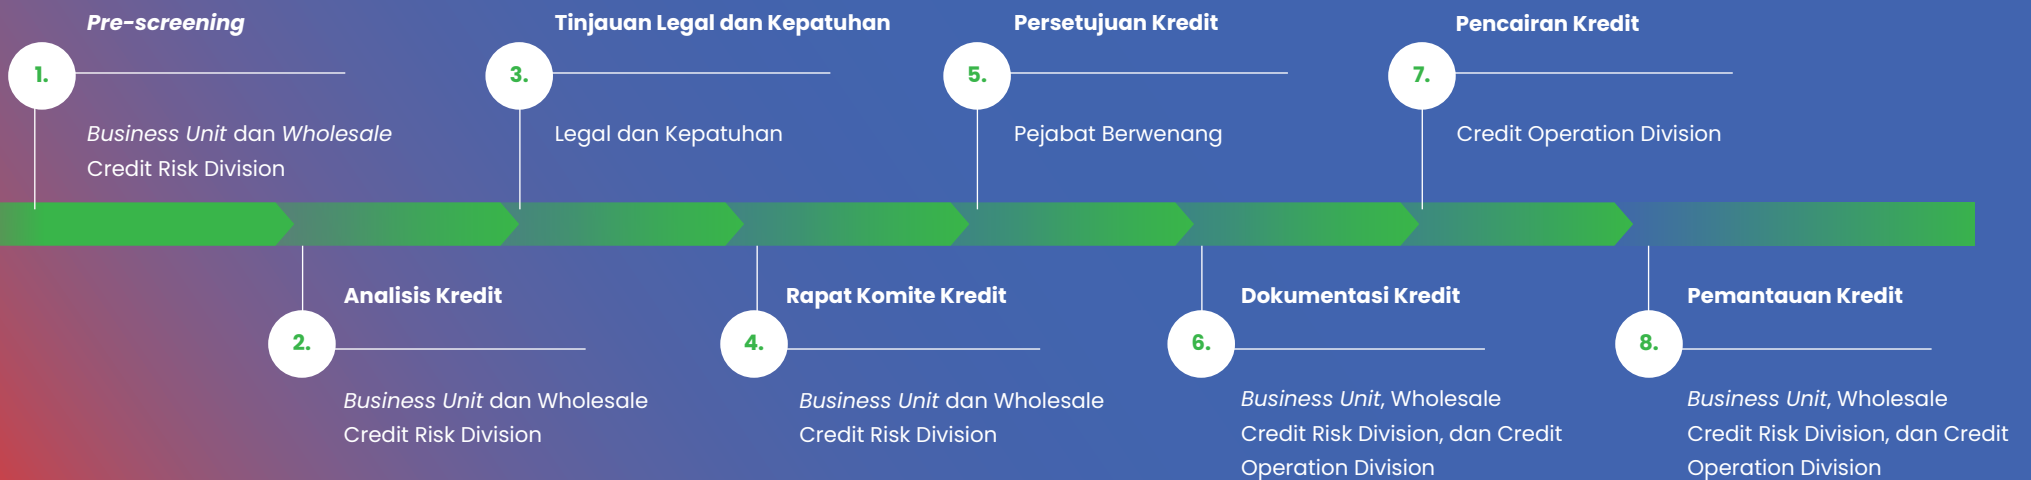 1.
Pre-screening
Business Unit dan Wholesale
Credit Risk Division
2.
Analisis Kredit
Business Unit dan Wholesale
Credit Risk Division
3.
Tinjauan Legal dan Kepatuhan
Legal dan Kepatuhan
4.
Rapat Komite Kredit
Business Unit dan Wholesale
Credit Risk Division
5.
Persetujuan Kredit
Pejabat Berwenang
6.
Dokumentasi Kredit
Business Unit, Wholesale
Credit Risk Division, dan Credit
Operation Division
7.
Pencairan Kredit
Credit Operation Division
8.
Pemantauan Kredit
Business Unit, Wholesale
Credit Risk Division, dan Credit
Operation Division